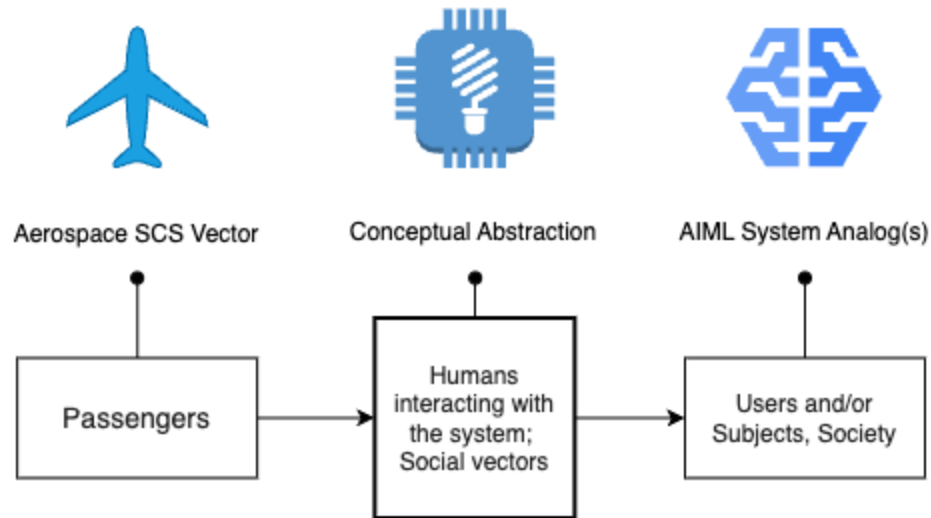 Aerospace SCS Vector
Conceptual Abstraction
AIML System Analog(s)
Passengers
Humans
interacting with
the system;
Social vectors
Users and/or
Subjects, Society